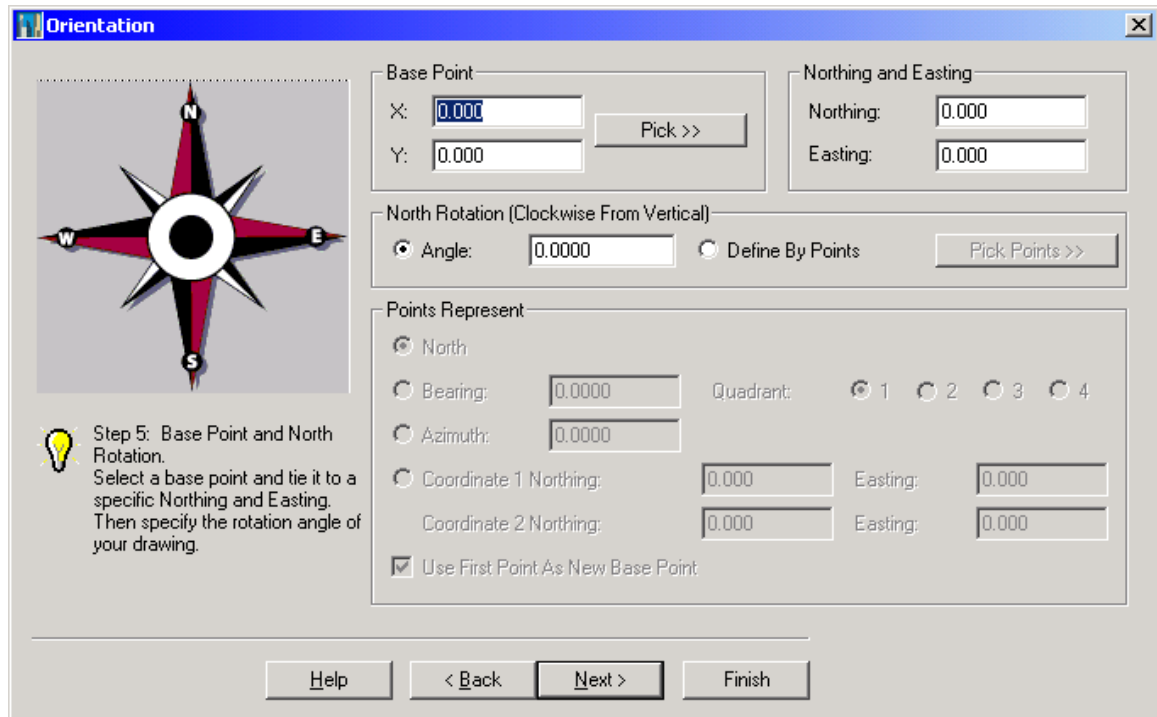 Orientation
N
W
E
S
Step 5: Base Point and North
Rotation.
Select a base point and tie it to a
specific Northing and Easting.
Then specify the rotation angle of
your drawing.
Base Point
X: 0.000
Pick >>
Y: 0.000
Northing and Easting
Northing: 0.000
Easting: 0.000
North Rotation (Clockwise From Vertical)
Angle: 0.0000 Define By Points Pick Points >>
Points Represent
North
Bearing: 0.0000 Quadrant: 1 2 3 4
Azimuth: 0.0000
Coordinate 1 Northing: 0.000 Easting: 0.000
Coordinate 2 Northing: 0.000 Easting: 0.000
Use First Point As New Base Point
Help < Back Next > Finish